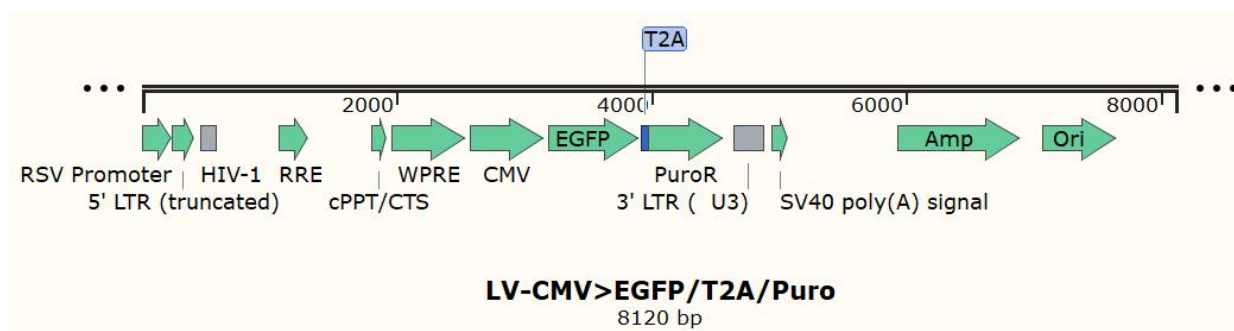 T2A
2000 4000 6000 8000
EGFP Amp Ori
RSV Promoter HIV-1 RRE WPRE CMV PuroR
5' LTR (truncated) cPPT/CTS 3' LTR ( U3) SV40 poly(A) signal
LV-CMV>EGFP/T2A/Puro
8120 bp